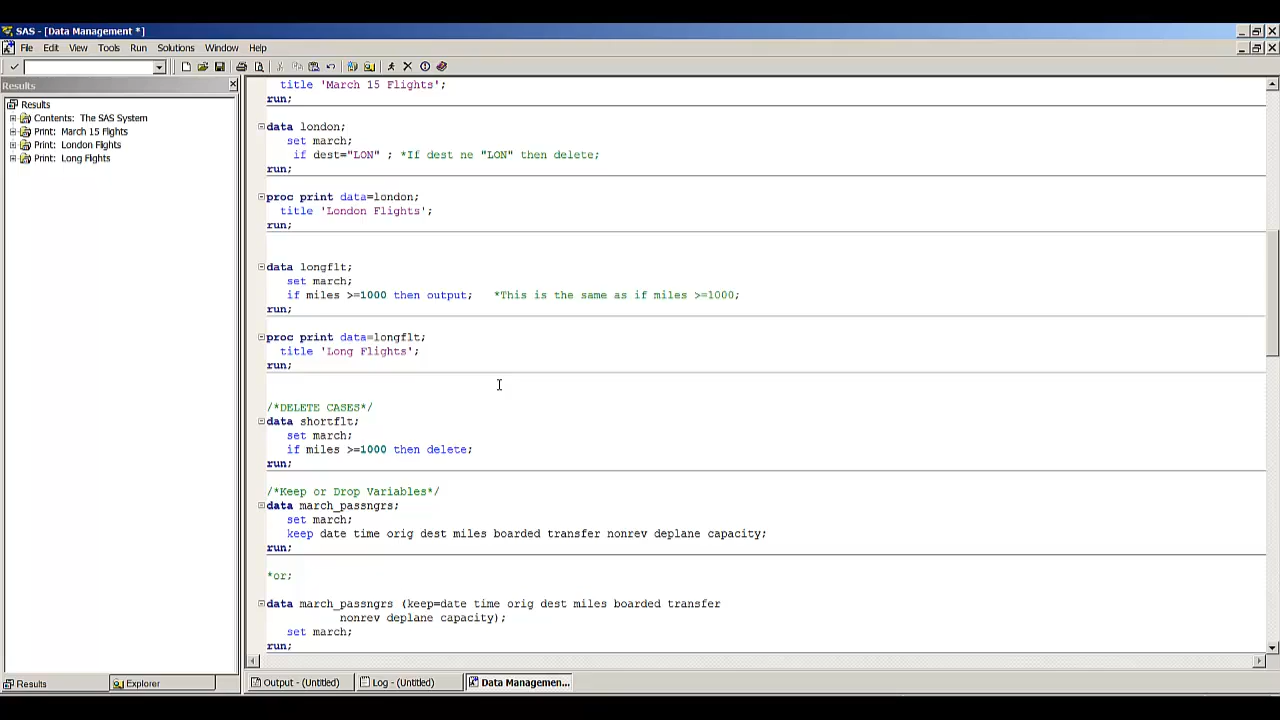 SAS - [Data Management *]
File Edit View Tools Run Solutions Window Help
Results
Results
Contents: The SAS System
Print: March 15 Flights
Print: London Flights
Print: Long Flights
title 'March 15 Flights';
run;
data london;
set march;
if dest="LON" ; *If dest ne "LON" then delete;
run;
proc print data=london;
title 'London Flights';
run;
data longflt;
set march;
if miles >=1000 then output; *This is the same as if miles >=1000;
run;
proc print data=longflt;
title 'Long Flights';
run;
/*DELETE CASES*/
data shortflt;
set march;
if miles >=1000 then delete;
run;
/*Keep or Drop Variables*/
data march_passngrs;
set march;
keep date time orig dest miles boarded transfer nonrev deplane capacity;
run;
*or;
data march_passngrs (keep=date time orig dest miles boarded transfer
nonrev deplane capacity);
set march;
run;
Results Explorer Output - (Untitled) Log - (Untitled) Data Managemen...